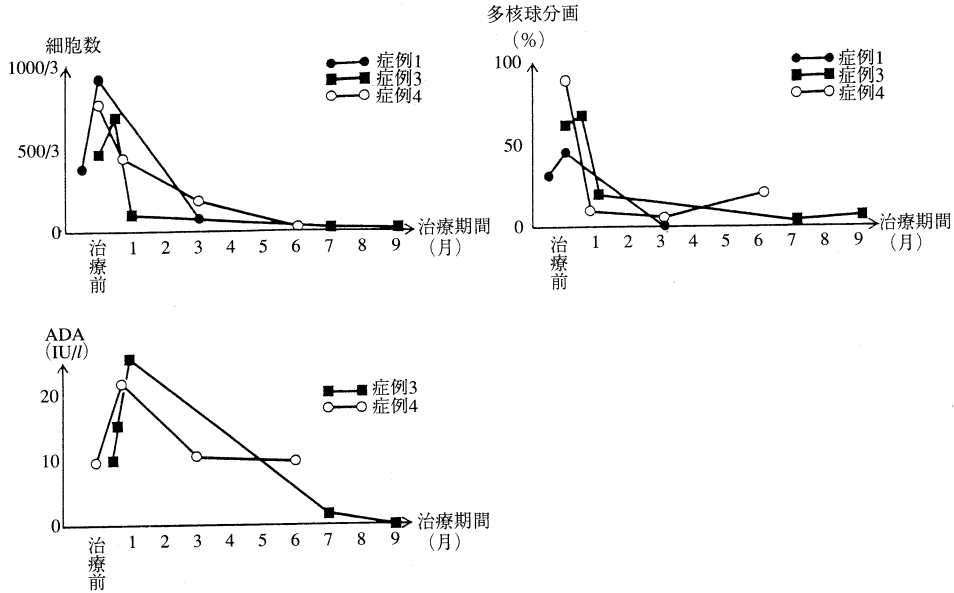 細胞数
1000/3
500/3
0
症例1
症例3
症例4
治療前
1 2 3 4 5 6 7 8 9
治療期間
（月）
多核球分画
（%）
100
50
0
症例1
症例3
症例4
治療前
1 2 3 4 5 6 7 8 9
治療期間
（月）
ADA
（IU/l）
20
10
0
症例3
症例4
治療前
1 2 3 4 5 6 7 8 9
治療期間
（月）